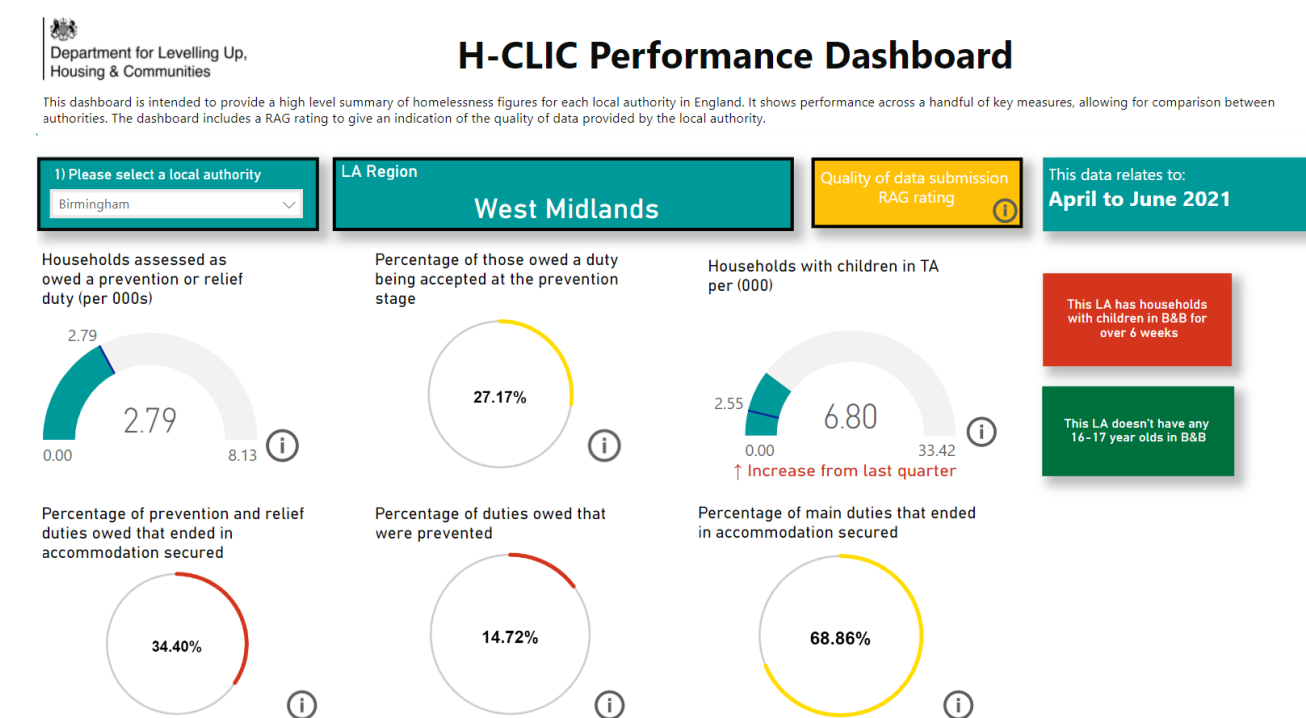 Department for Levelling Up,
Housing & Communities
H-CLIC Performance Dashboard
This dashboard is intended to provide a high level summary of homelessness figures for each local authority in England. It shows performance across a handful of key measures, allowing for comparison between
authorities. The dashboard includes a RAG rating to give an indication of the quality of data provided by the local authority.
1) Please select a local authority
Birmingham
LA Region
West Midlands
Quality of data submission
RAG rating
i
This data relates to:
April to June 2021
Households assessed as
owed a prevention or relief
duty (per 000s)
2.79
2.79
0.00
8.13
i
Percentage of those owed a duty
being accepted at the prevention
stage
27.17%
i
Households with children in TA
per (000)
2.55
6.80
0.00
33.42
i
↑ Increase from last quarter
This LA has households
with children in B&B for
over 6 weeks
This LA doesn't have any
16-17 year olds in B&B
Percentage of prevention and relief
duties owed that ended in
accommodation secured
34.40%
i
Percentage of duties owed that
were prevented
14.72%
i
Percentage of main duties that ended
in accommodation secured
68.86%
i